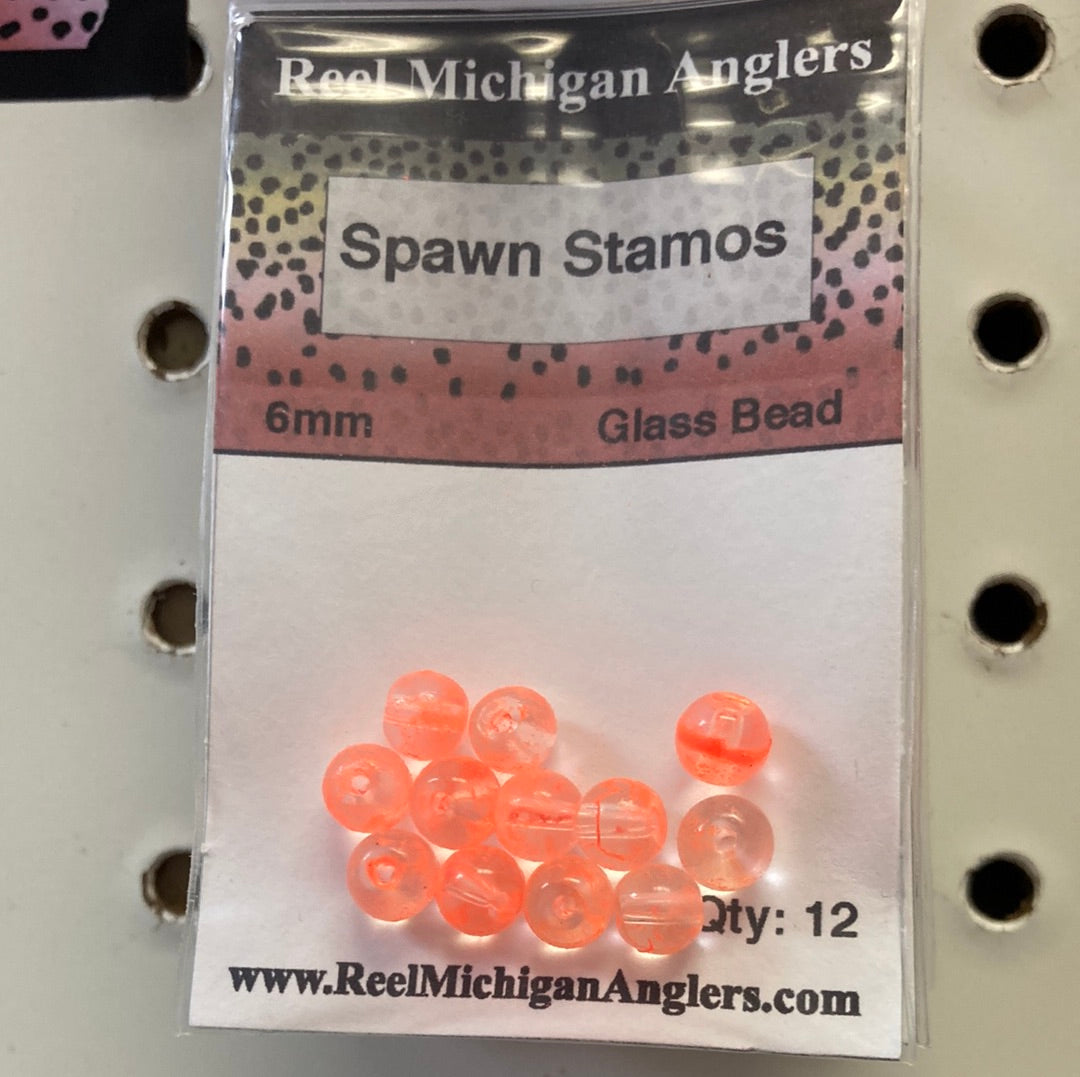 Reel Michigan Anglers
Spawn Stamos
6mm Glass Bead
Qty: 12
www.ReelMichiganAnglers.com